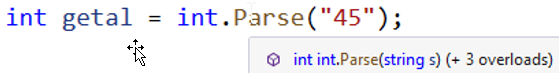 int getal = int.Parse("45");
int int.Parse(string s) (+ 3 overloads)